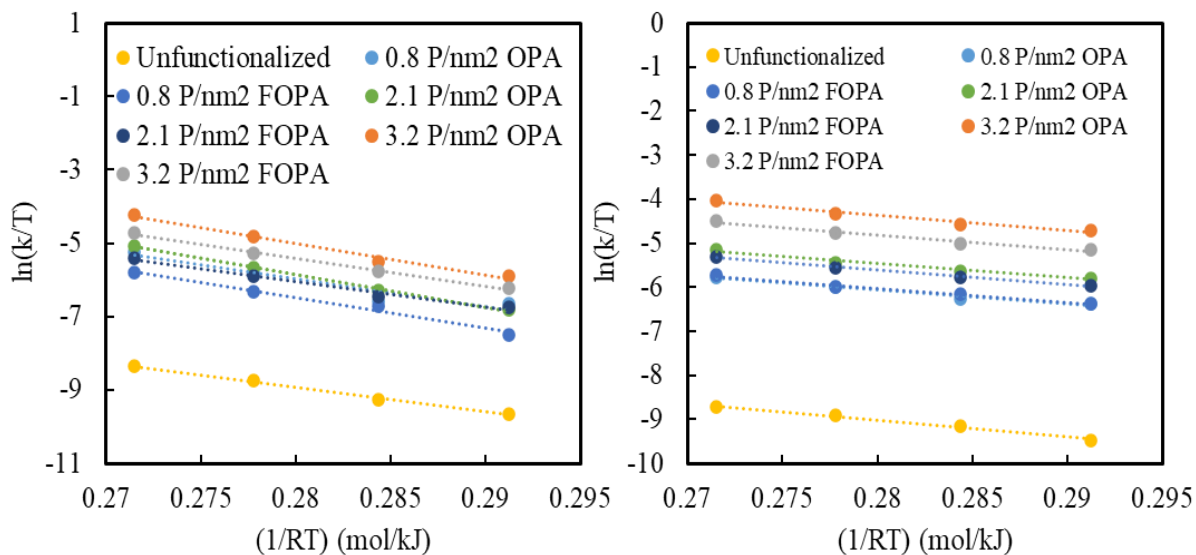 1
-1
-3
-5
-7
-9
-11
ln(k/T)
Unfunctionalized
0.8 P/nm2 OPA
0.8 P/nm2 FOPA
2.1 P/nm2 OPA
2.1 P/nm2 FOPA
3.2 P/nm2 OPA
3.2 P/nm2 FOPA
0.27 0.275 0.28 0.285 0.29 0.295
(1/RT) (mol/kJ)
-0
-1
-2
-3
-4
-5
-6
-7
-8
-9
-10
ln(k/T)
Unfunctionalized
0.8 P/nm2 OPA
0.8 P/nm2 FOPA
2.1 P/nm2 OPA
2.1 P/nm2 FOPA
3.2 P/nm2 OPA
3.2 P/nm2 FOPA
0.27 0.275 0.28 0.285 0.29 0.295
(1/RT) (mol/kJ)